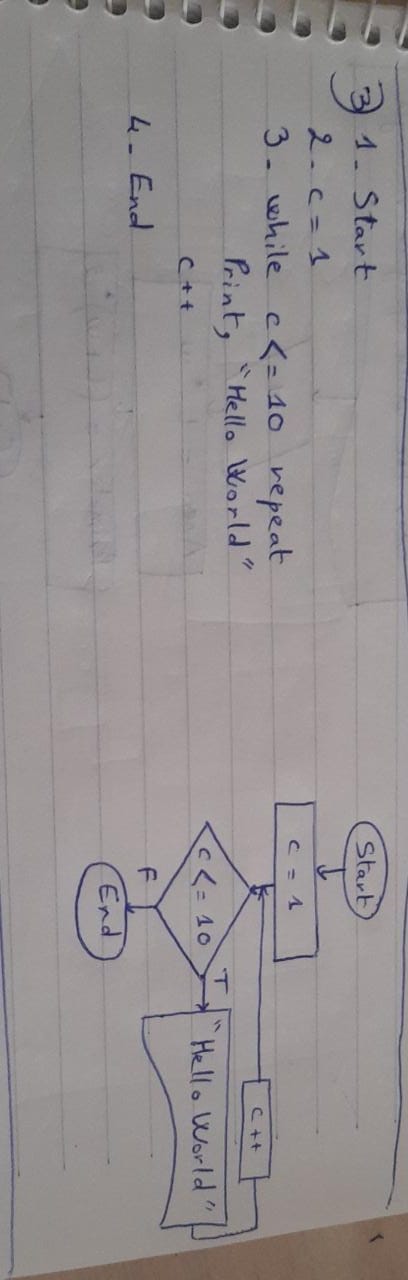 3) 1- Start
2- c = 1
3- while c <= 10 repeat
Print, "Hello World"
c++
4- End
Start
c = 1
c <= 10
T
"Hello World"
c++
F
End